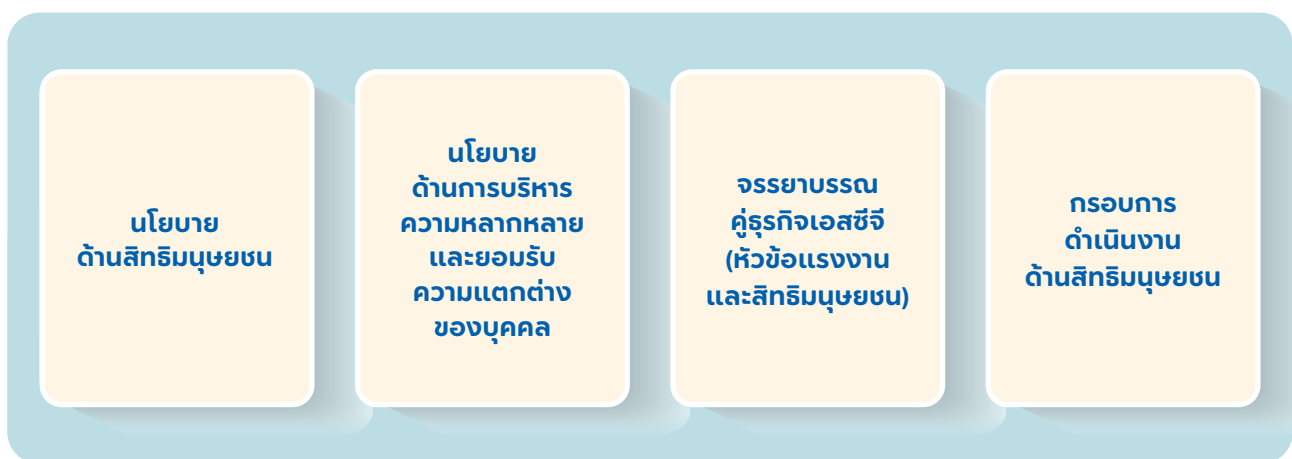 นโยบาย
ด้านสิทธิมนุษยชน
นโยบาย
ด้านการบริหาร
ความหลากหลาย
และยอมรับ
ความแตกต่าง
ของบุคคล
จรรยาบรรณ
คู่ธุรกิจเอสซีจี
(หัวข้อแรงงาน
และสิทธิมนุษยชน)
กรอบการ
ดำเนินงาน
ด้านสิทธิมนุษยชน